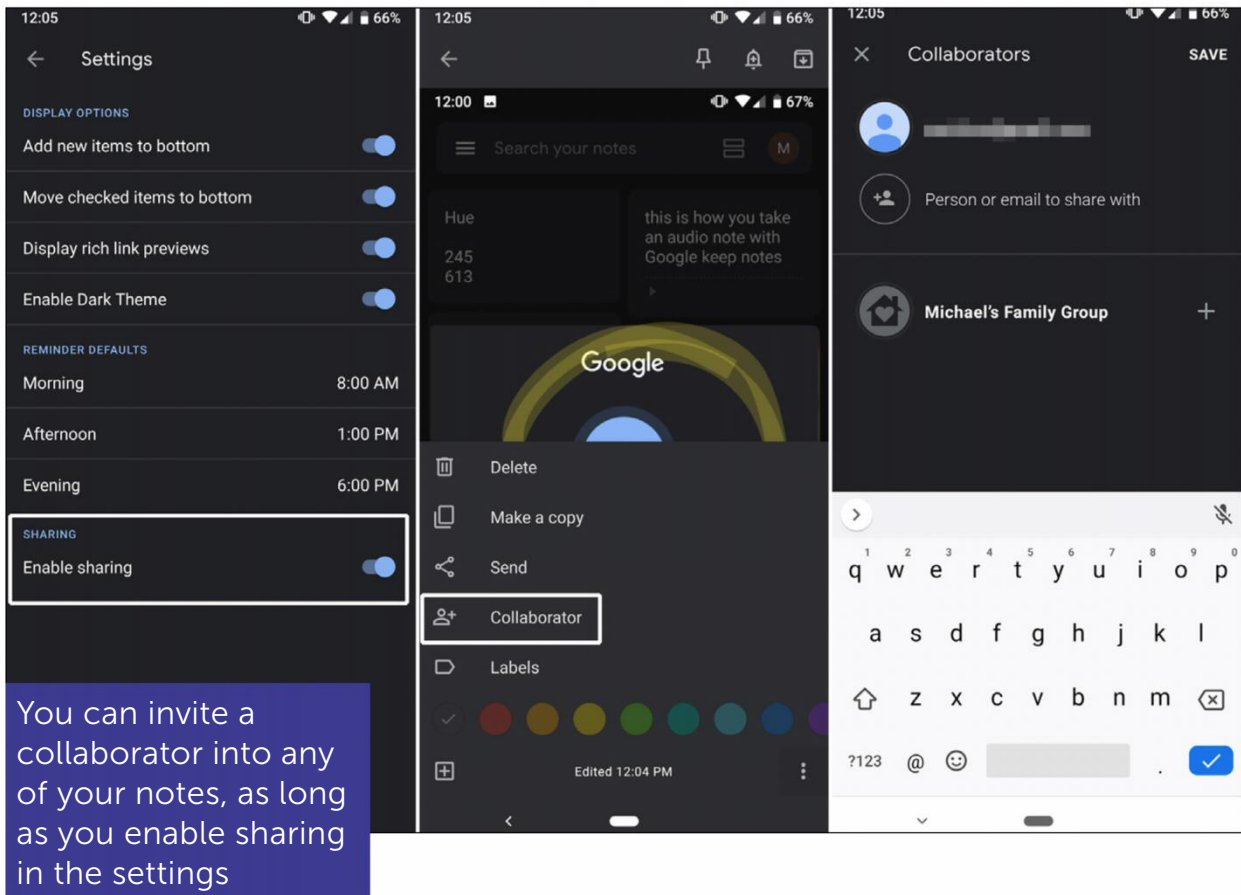 12:05
66%
Settings
DISPLAY OPTIONS
Add new items to bottom
Move checked items to bottom
Display rich link previews
Enable Dark Theme
REMINDER DEFAULTS
Morning 8:00 AM
Afternoon 1:00 PM
Evening 6:00 PM
SHARING
Enable sharing
You can invite a
collaborator into any
of your notes, as long
as you enable sharing
in the settings
12:05
66%
12:00
67%
Search your notes
M
Hue
245
613
this is how you take
an audio note with
Google keep notes
Google
Delete
Make a copy
Send
Collaborator
Labels
Edited 12:04 PM
12:05
66%
Collaborators SAVE
Person or email to share with
Michael's Family Group
1 2 3 4 5 6 7 8 9 0
q w e r t y u i o p
a s d f g h j k l
z x c v b n m
?123 @ .